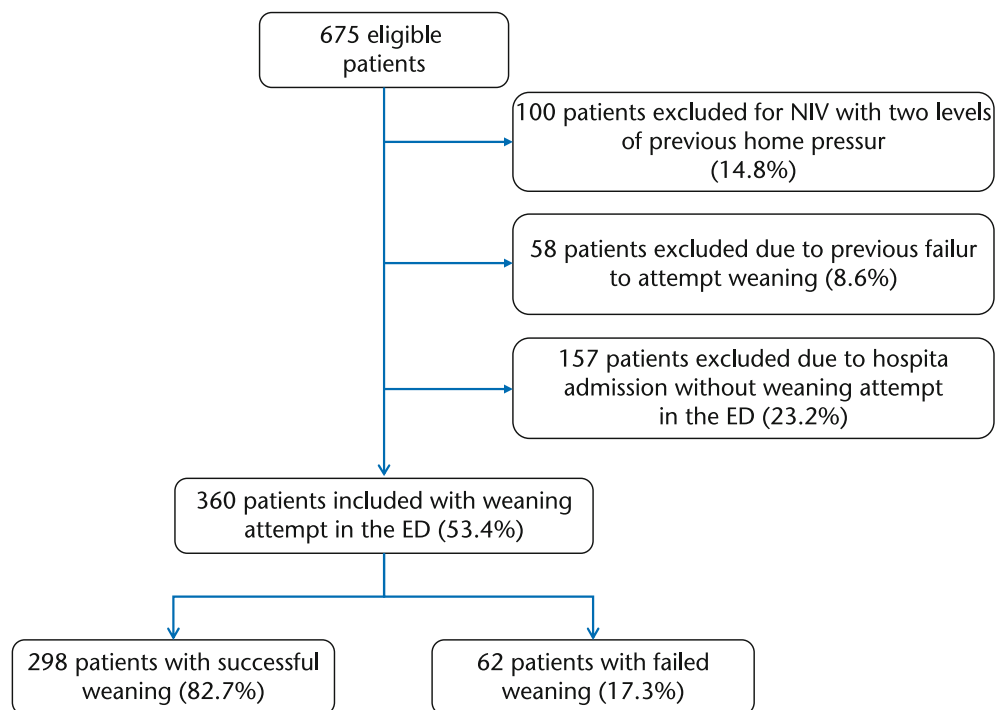 675 eligible
patients
100 patients excluded for NIV with two levels
of previous home pressur
(14.8%)
58 patients excluded due to previous failur
to attempt weaning (8.6%)
157 patients excluded due to hospita
admission without weaning attempt
in the ED (23.2%)
360 patients included with weaning
attempt in the ED (53.4%)
298 patients with successful
weaning (82.7%)
62 patients with failed
weaning (17.3%)